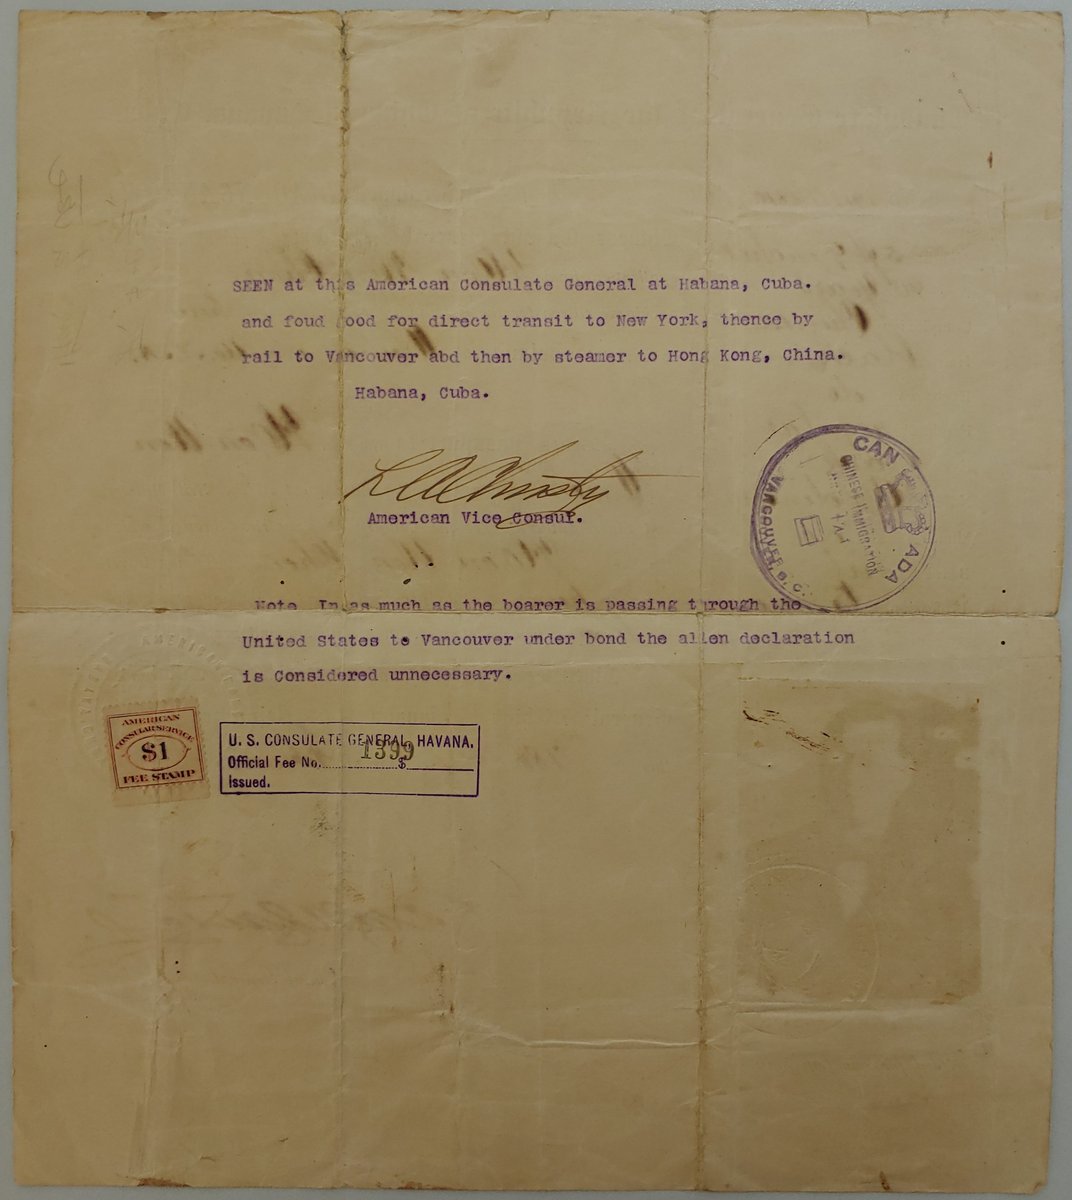 SEEN at this American Consulate General at Habana, Cuba.
and foud good for direct transit to New York, thence by
rail to Vancouver abd then by steamer to Hong Kong, China.
Habana, Cuba.
American Vice Consul.
CANADA
CHINESE IMMIGRATION
VANCOUVER, B.C.
Note. In as much as the bearer is passing through the
United States to Vancouver under bond the alien declaration
is Considered unnecessary.
AMERICAN
CONSULAR SERVICE
$1
FEE STAMP
U. S. CONSULATE GENERAL, HAVANA.
Official Fee No. 1399 $
Issued.